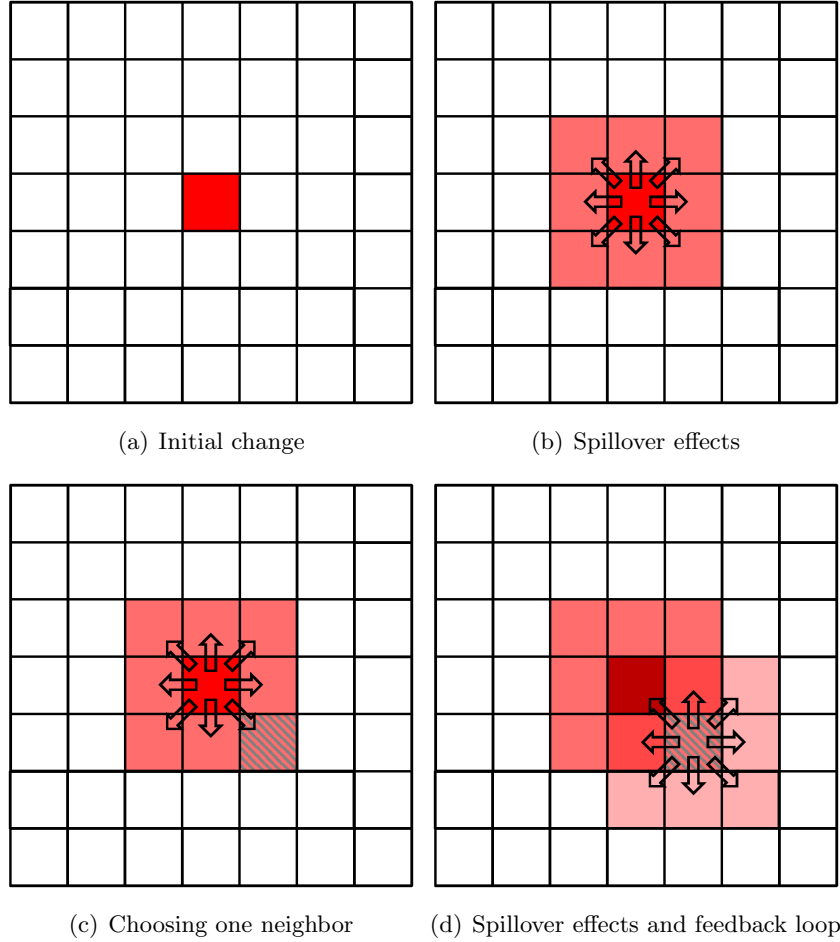 (a) Initial change
(b) Spillover effects
(c) Choosing one neighbor
(d) Spillover effects and feedback loop